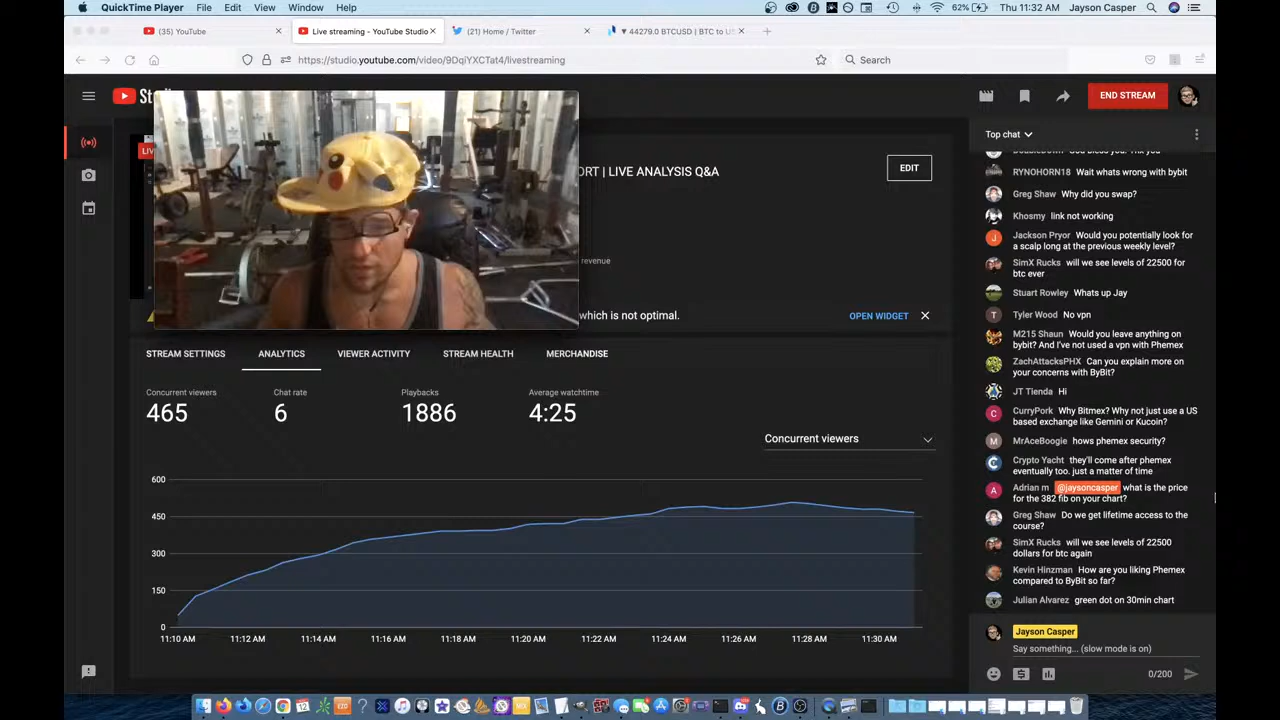 QuickTime Player File Edit View Window Help 62% Thu 11:32 AM Jayson Casper
(35) YouTube Live streaming - YouTube Studio (21) Home / Twitter ▼ 44279.0 BTCUSD | BTC to U
https://studio.youtube.com/video/9DqiYXCTat4/livestreaming Search
St
END STREAM
LIV
ORT | LIVE ANALYSIS Q&A
EDIT
revenue
which is not optimal.
OPEN WIDGET
STREAM SETTINGS ANALYTICS VIEWER ACTIVITY STREAM HEALTH MERCHANDISE
Concurrent viewers Chat rate Playbacks Average watchtime
465 6 1886 4:25
Concurrent viewers
600
450
300
150
0
11:10 AM 11:12 AM 11:14 AM 11:16 AM 11:18 AM 11:20 AM 11:22 AM 11:24 AM 11:26 AM 11:28 AM 11:30 AM
Top chat
RYNOHORN18 Wait whats wrong with bybit
Greg Shaw Why did you swap?
Khosmy link not working
Jackson Pryor Would you potentially look for
a scalp long at the previous weekly level?
SimX Rucks will we see levels of 22500 for
btc ever
Stuart Rowley Whats up Jay
Tyler Wood No vpn
M215 Shaun Would you leave anything on
bybit? And I've not used a vpn with Phemex
ZachAttacksPHX Can you explain more on
your concerns with ByBit?
JT Tienda Hi
CurryPork Why Bitmex? Why not just use a US
based exchange like Gemini or Kucoin?
MrAceBoogie hows phemex security?
Crypto Yacht they'll come after phemex
eventually too. just a matter of time
Adrian m @jaysoncasper what is the price
for the 382 fib on your chart?
Greg Shaw Do we get lifetime access to the
course?
SimX Rucks will we see levels of 22500
dollars for btc again
Kevin Hinzman How are you liking Phemex
compared to ByBit so far?
Julian Alvarez green dot on 30min chart
Jayson Casper
Say something... (slow mode is on)
0/200